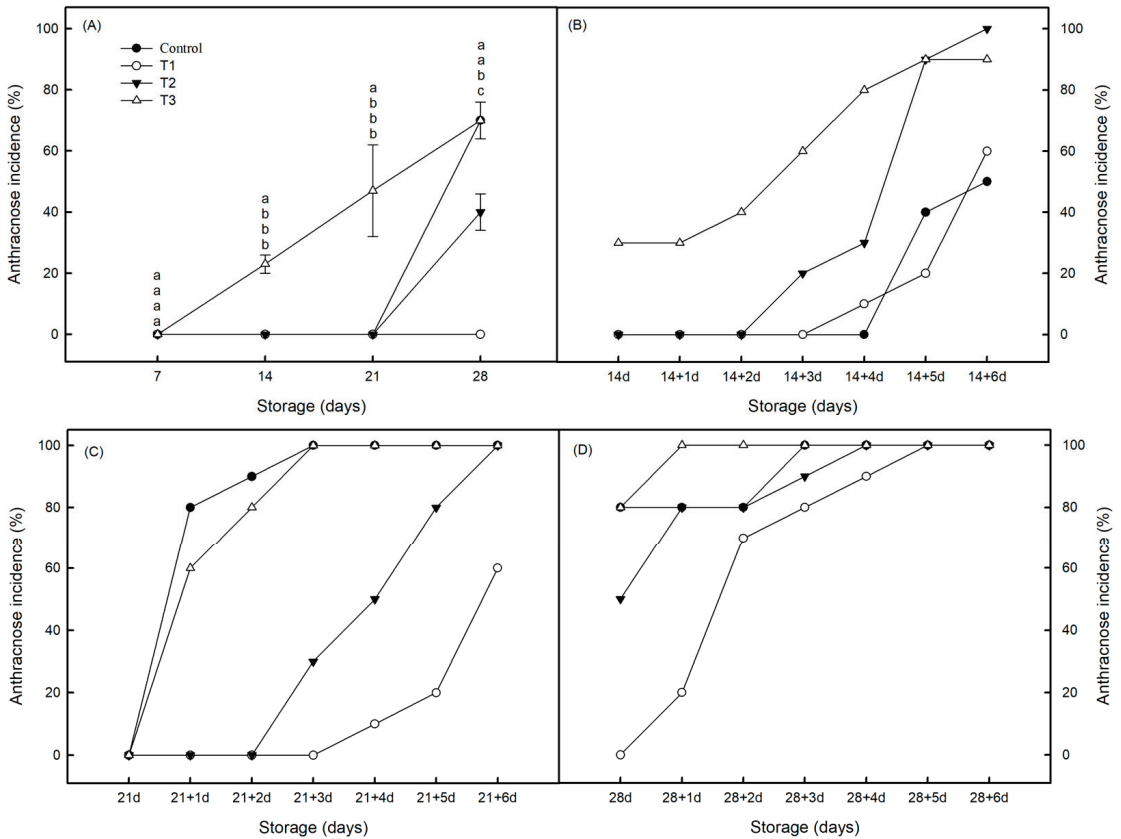 (A)
Control
T1
T2
T3
a
a
a
a
a
b
b
b
a
b
b
b
a
a
b
c
100
80
60
40
20
0
Anthracnose incidence (%)
7 14 21 28
Storage (days)
(B)
100
80
60
40
20
0
Anthracnose incidence (%)
14d 14+1d 14+2d 14+3d 14+4d 14+5d 14+6d
Storage (days)
(C)
100
80
60
40
20
0
Anthracnose incidence (%)
21d 21+1d 21+2d 21+3d 21+4d 21+5d 21+6d
Storage (days)
(D)
100
80
60
40
20
0
Anthracnose incidence (%)
28d 28+1d 28+2d 28+3d 28+4d 28+5d 28+6d
Storage (days)